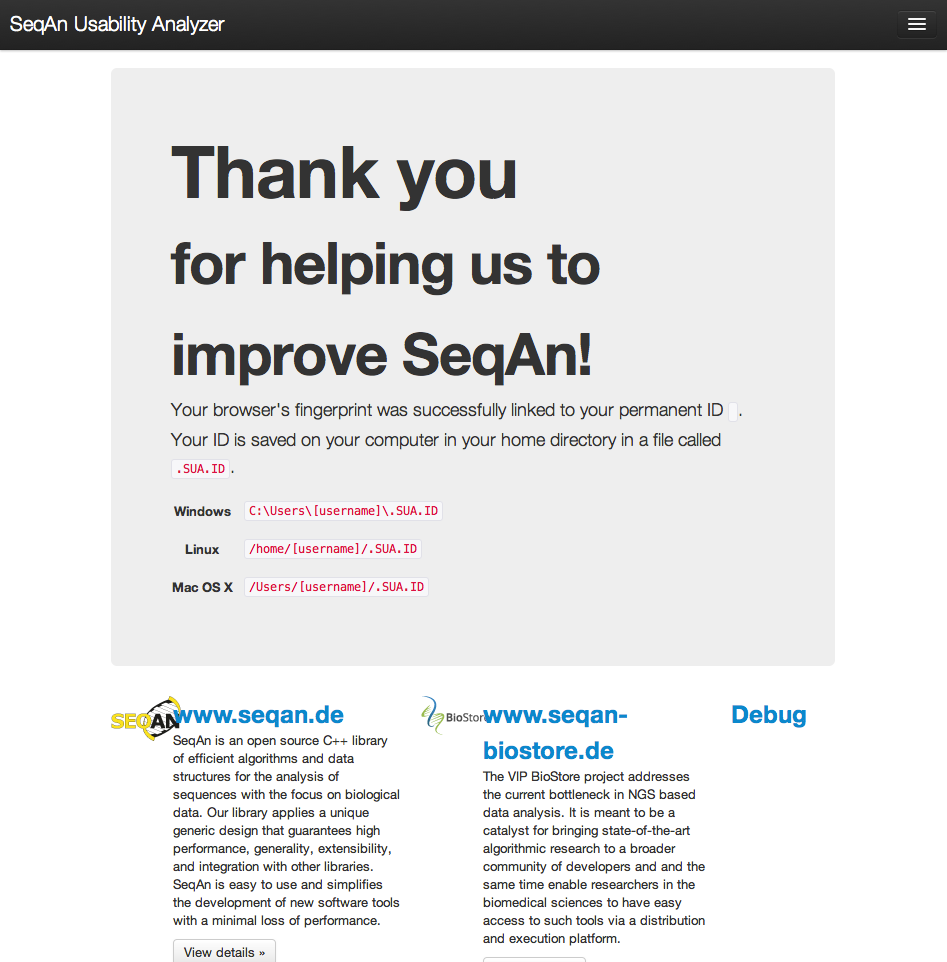 SeqAn Usability Analyzer
Thank you
for helping us to
improve SeqAn!
Your browser's fingerprint was successfully linked to your permanent ID .
Your ID is saved on your computer in your home directory in a file called
.SUA.ID .
Windows C:\Users\[username]\.SUA.ID
Linux /home/[username]/.SUA.ID
Mac OS X /Users/[username]/.SUA.ID
SEQAN
www.seqan.de
SeqAn is an open source C++ library
of efficient algorithms and data
structures for the analysis of
sequences with the focus on biological
data. Our library applies a unique
generic design that guarantees high
performance, generality, extensibility,
and integration with other libraries.
SeqAn is easy to use and simplifies
the development of new software tools
with a minimal loss of performance.
View details »
BioStore
www.seqan-
biostore.de
The VIP BioStore project addresses
the current bottleneck in NGS based
data analysis. It is meant to be a
catalyst for bringing state-of-the-art
algorithmic research to a broader
community of developers and and the
same time enable researchers in the
biomedical sciences to have easy
access to such tools via a distribution
and execution platform.
Debug